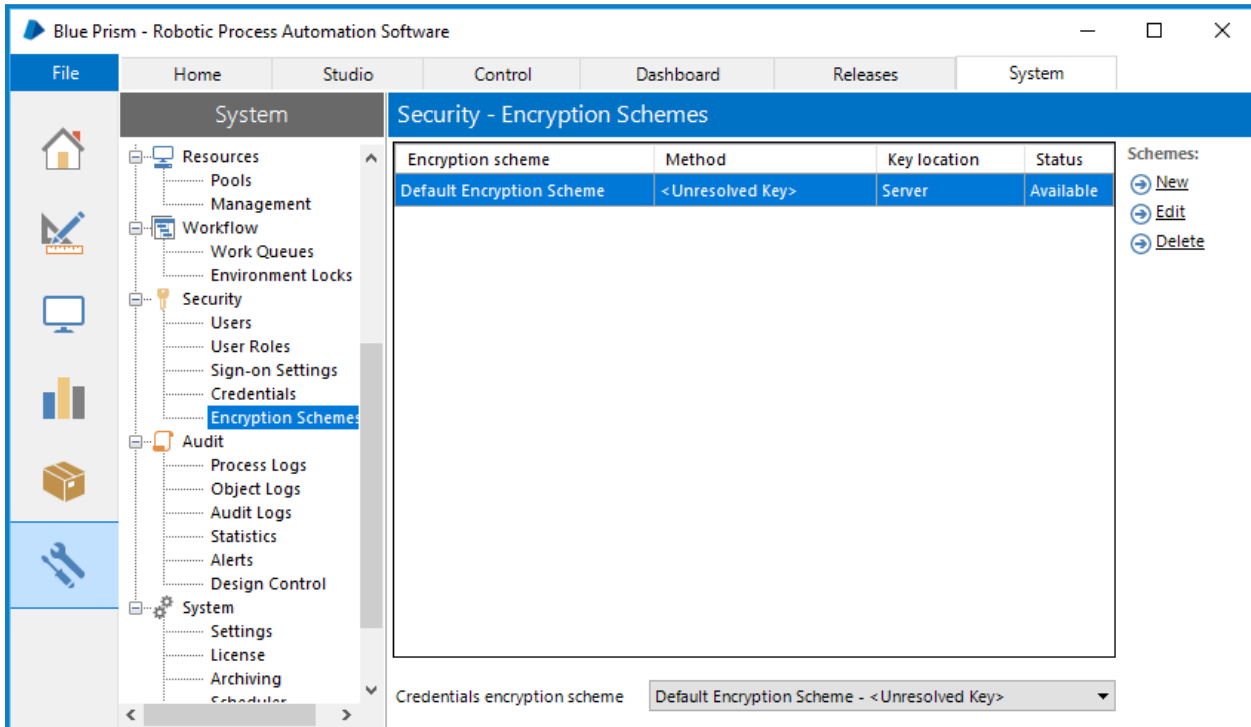 Blue Prism - Robotic Process Automation Software
File Home Studio Control Dashboard Releases System
System
Resources
Pools
Management
Workflow
Work Queues
Environment Locks
Security
Users
User Roles
Sign-on Settings
Credentials
Encryption Schemes
Audit
Process Logs
Object Logs
Audit Logs
Statistics
Alerts
Design Control
System
Settings
License
Archiving
Scheduler
Security - Encryption Schemes
Encryption scheme Method Key location Status
Default Encryption Scheme <Unresolved Key> Server Available
Credentials encryption scheme Default Encryption Scheme - <Unresolved Key>
Schemes:
New
Edit
Delete